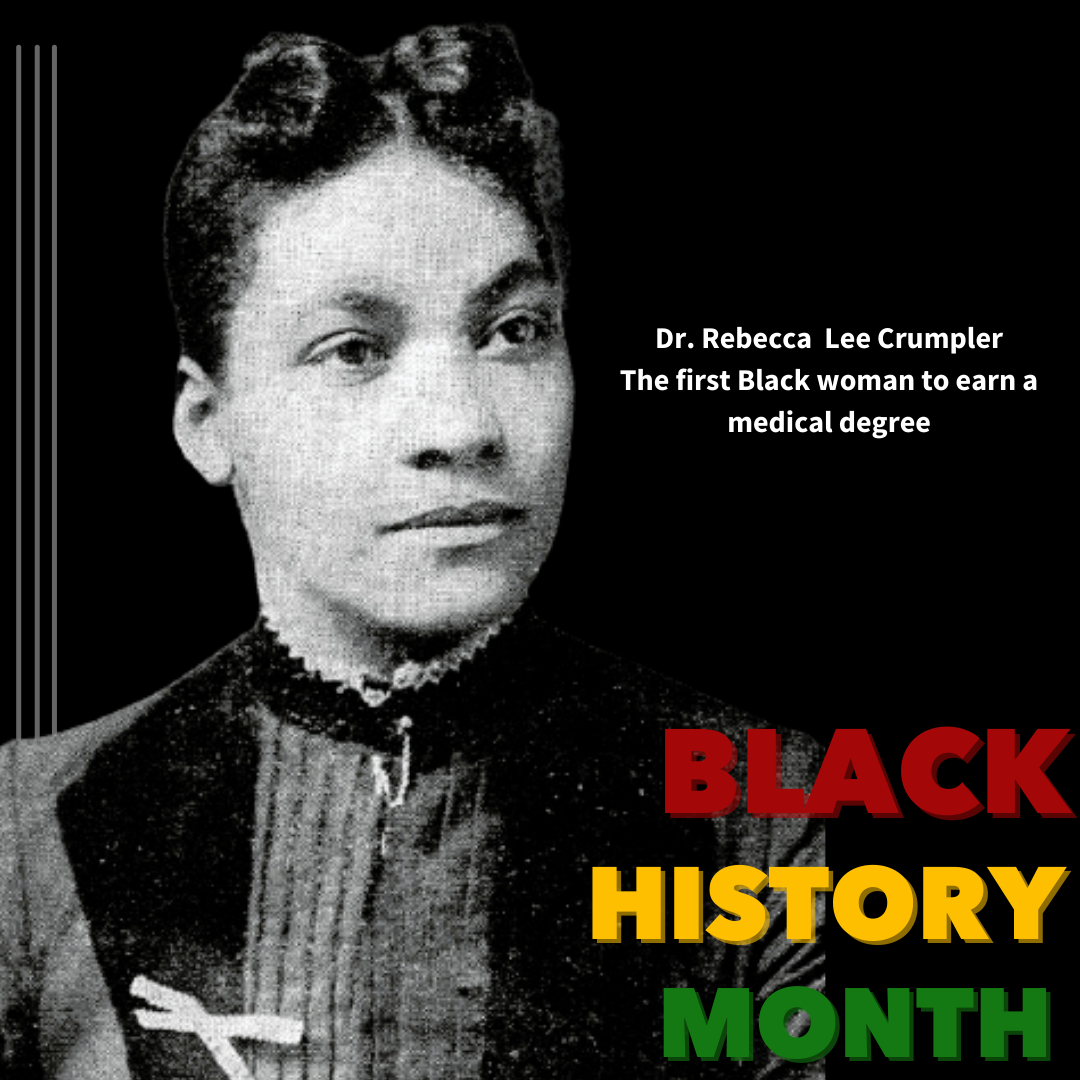 Dr. Rebecca  Lee Crumpler
The first Black woman to earn a
medical degree
BLACK
HISTORY
MONTH